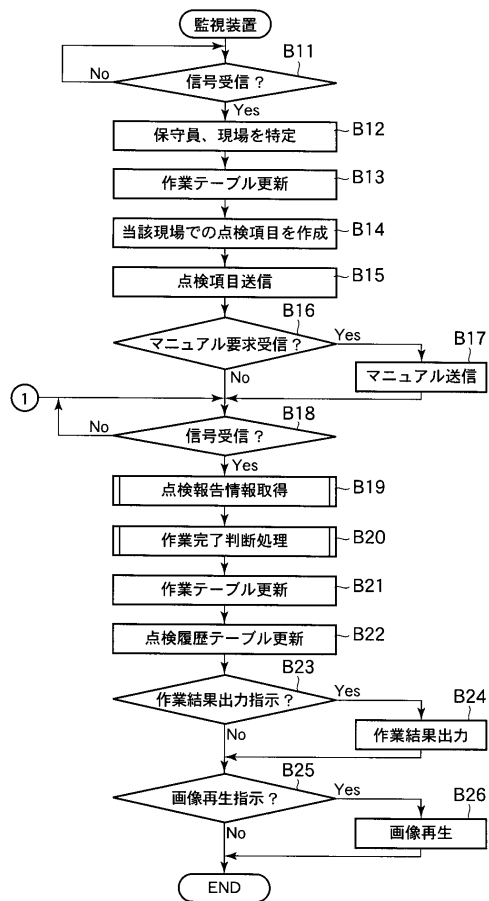 監視装置
B11
信号受信？
No
Yes
保守員、現場を特定
B12
作業テーブル更新
B13
当該現場での点検項目を作成
B14
点検項目送信
B15
B16
マニュアル要求受信？
Yes
B17
マニュアル送信
No
1
B18
信号受信？
No
Yes
点検報告情報取得
B19
作業完了判断処理
B20
作業テーブル更新
B21
点検履歴テーブル更新
B22
B23
作業結果出力指示？
Yes
B24
作業結果出力
No
B25
画像再生指示？
Yes
B26
画像再生
No
END